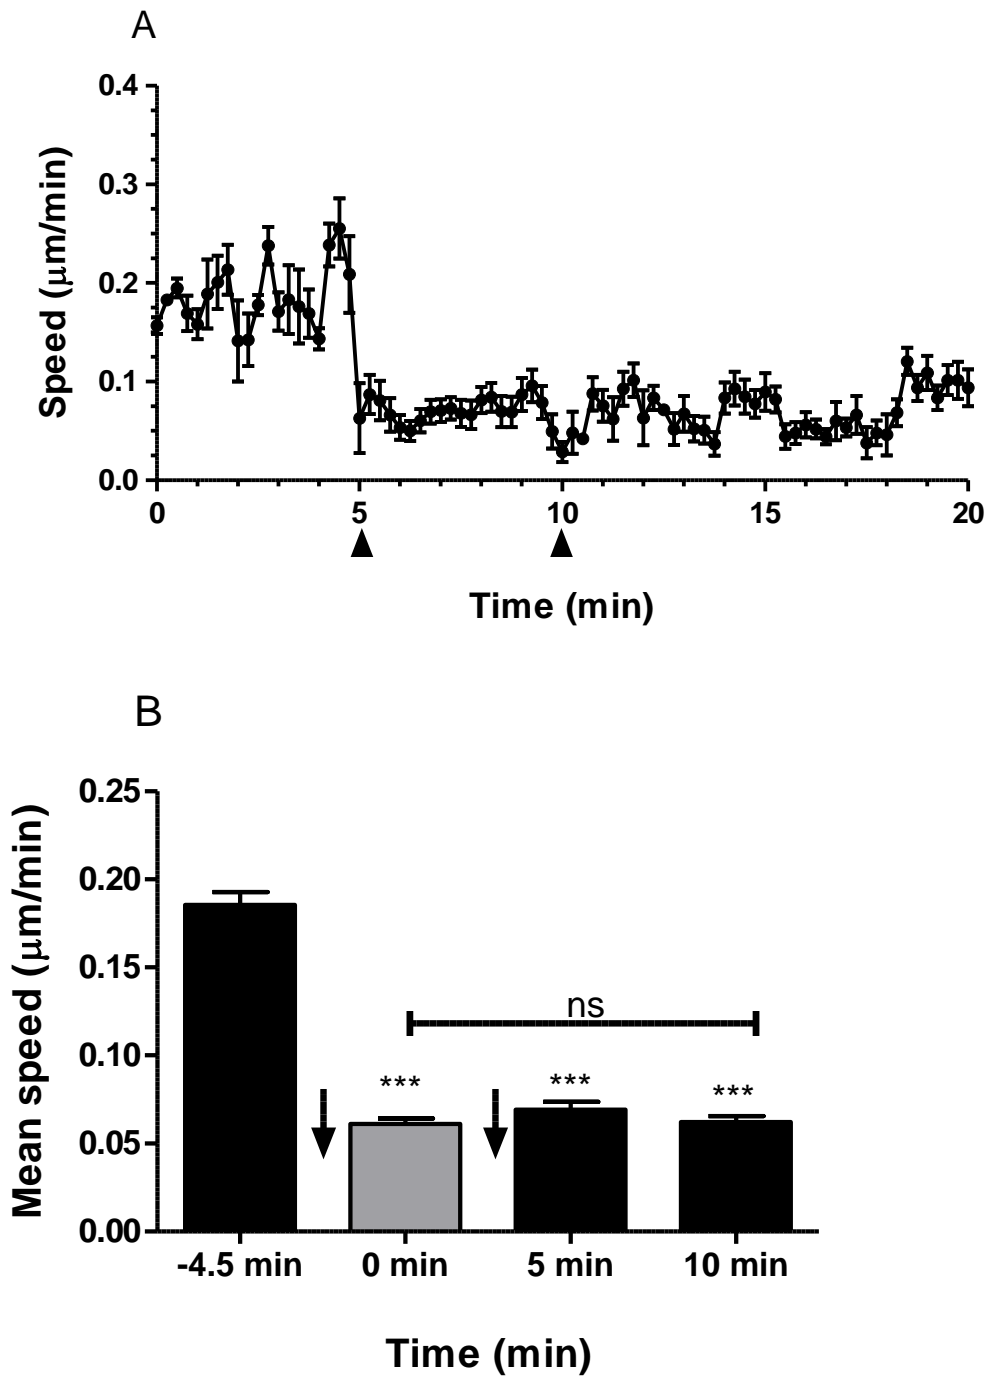 A
0.4
0.3
0.2
0.1
0.0
Speed (μm/min)
0 5 10 15 20
Time (min)
B
0.25
0.20
0.15
0.10
0.05
0.00
Mean speed (μm/min)
ns
*** *** ***
-4.5 min 0 min 5 min 10 min
Time (min)